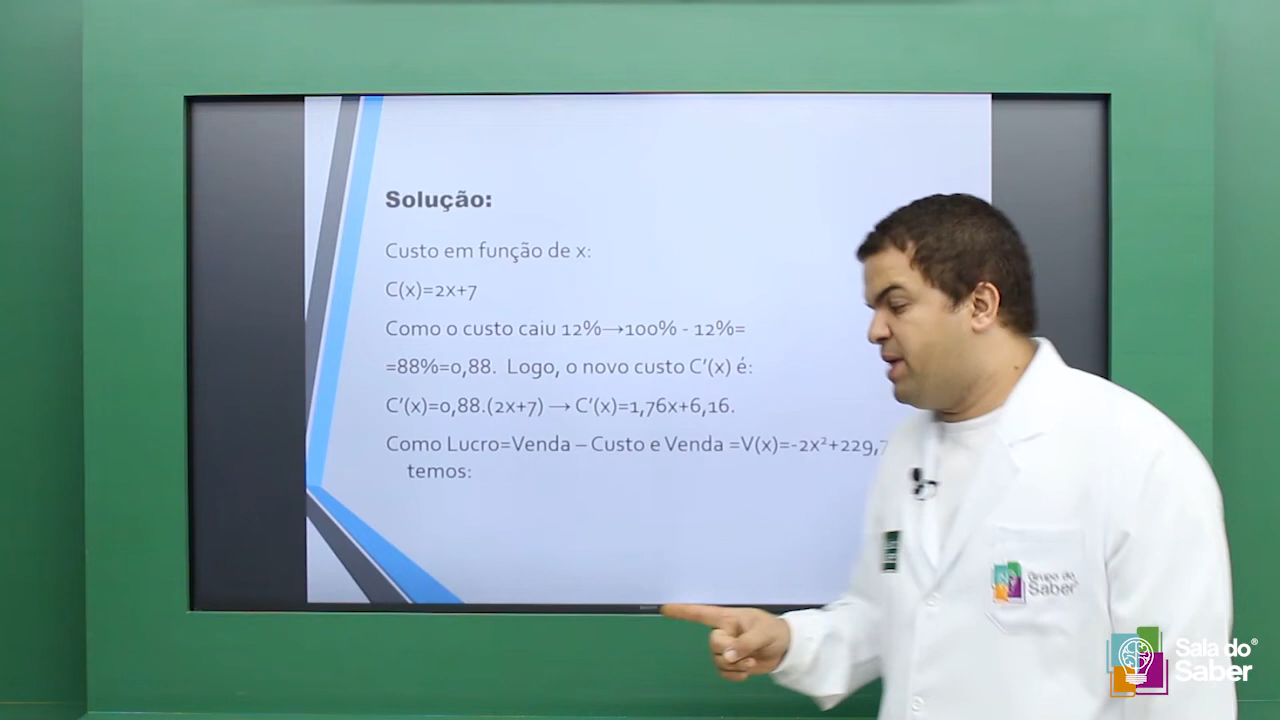 Solução:
Custo em função de x:
C(x)=2x+7
Como o custo caiu 12%→100% - 12%=
=88%=0,88. Logo, o novo custo C'(x) é:
C'(x)=0,88.(2x+7) → C'(x)=1,76x+6,16.
Como Lucro=Venda – Custo e Venda =V(x)=-2x²+229,7
temos:
Grupo do
Saber
Sala do®
Saber